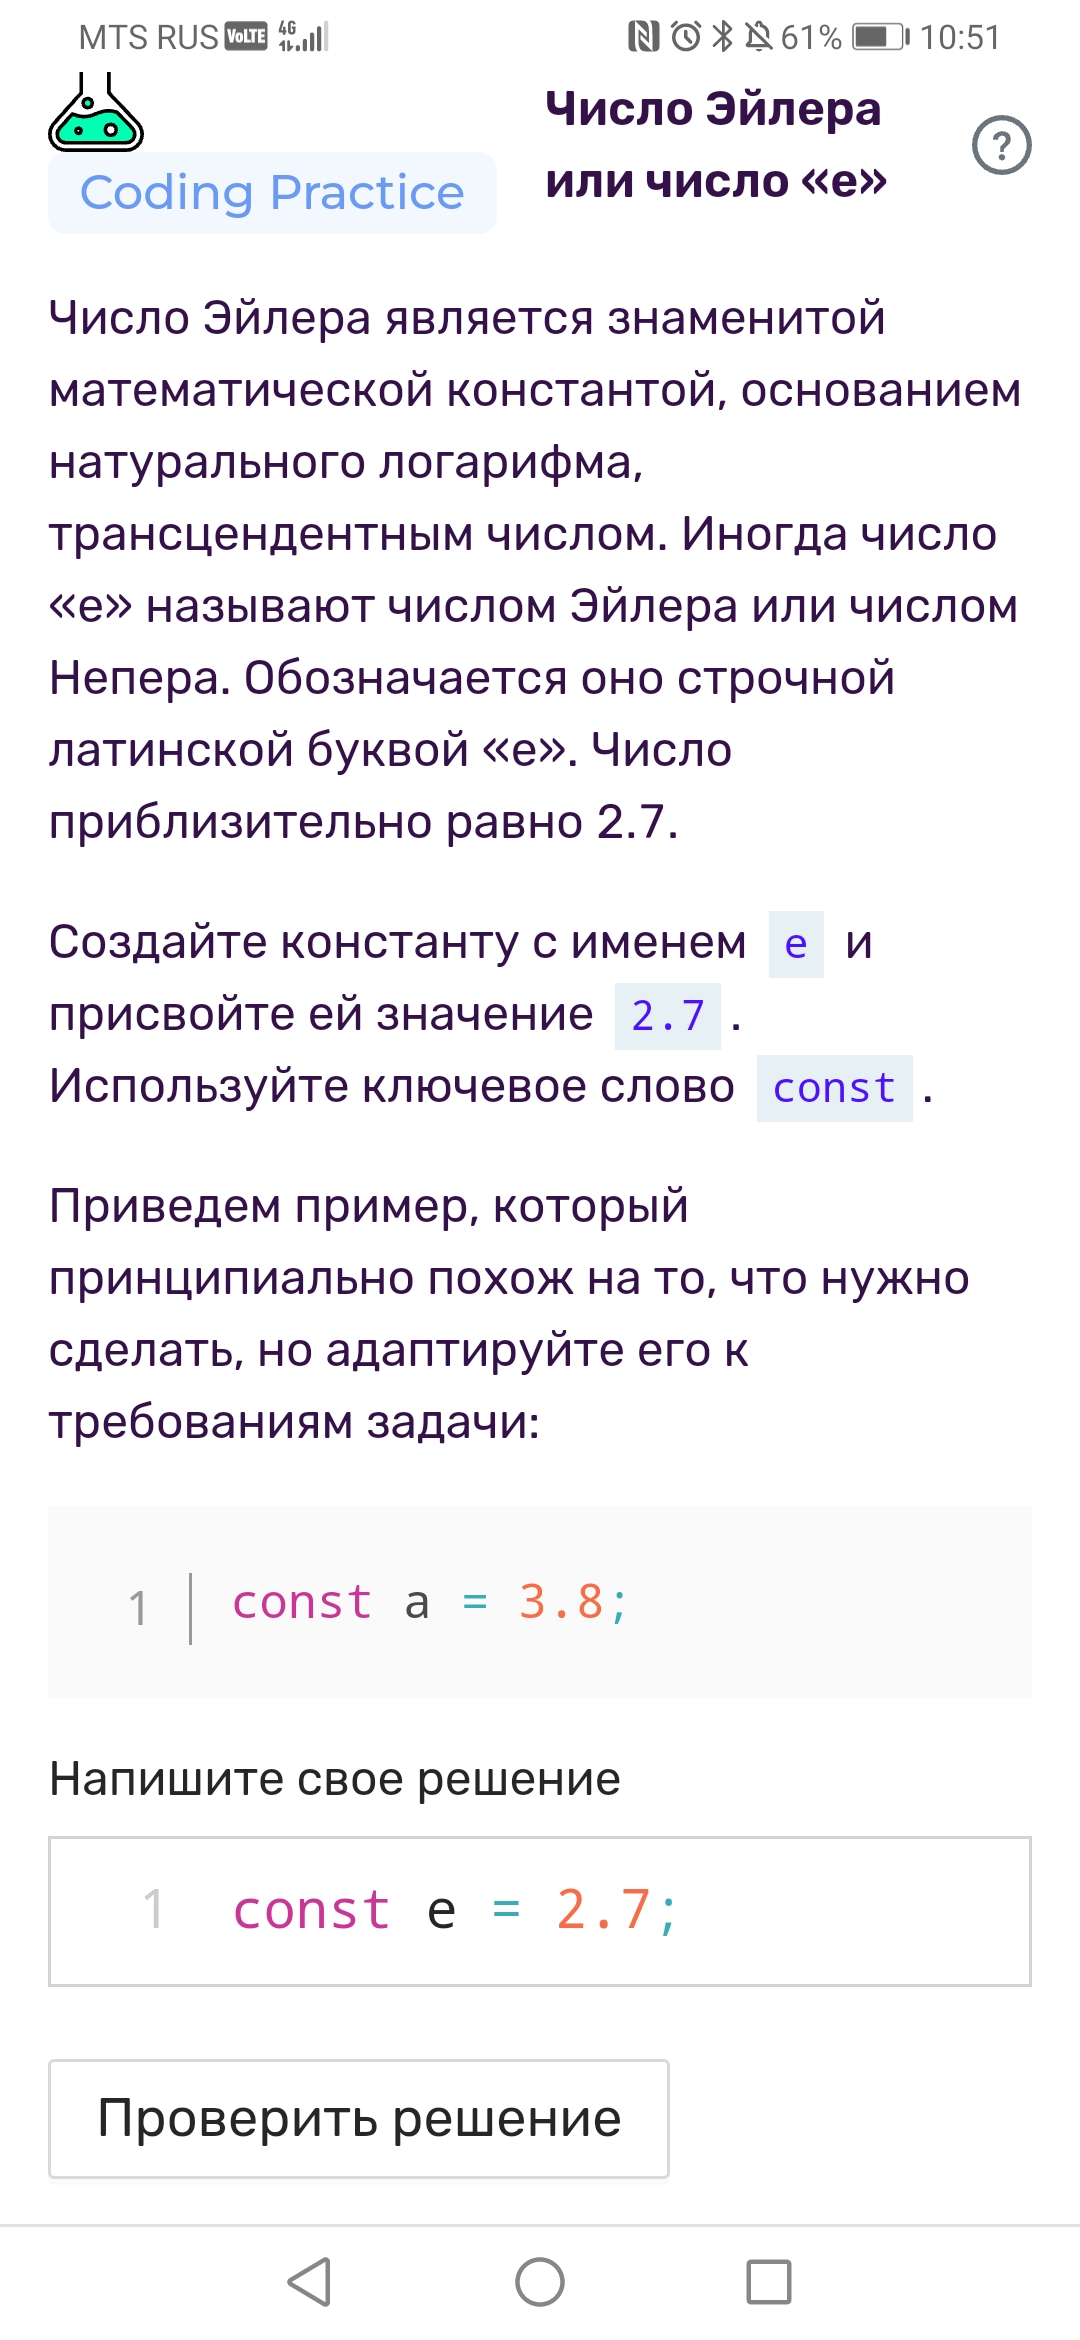 MTS RUS VoLTE 4G 61% 10:51
Coding Practice
Число Эйлера
или число «е»
?
Число Эйлера является знаменитой
математической константой, основанием
натурального логарифма,
трансцендентным числом. Иногда число
«е» называют числом Эйлера или числом
Непера. Обозначается оно строчной
латинской буквой «е». Число
приблизительно равно 2.7.
Создайте константу с именем e и
присвойте ей значение 2.7 .
Используйте ключевое слово const .
Приведем пример, который
принципиально похож на то, что нужно
сделать, но адаптируйте его к
требованиям задачи:
1 const a = 3.8;
Напишите свое решение
1 const e = 2.7;
Проверить решение